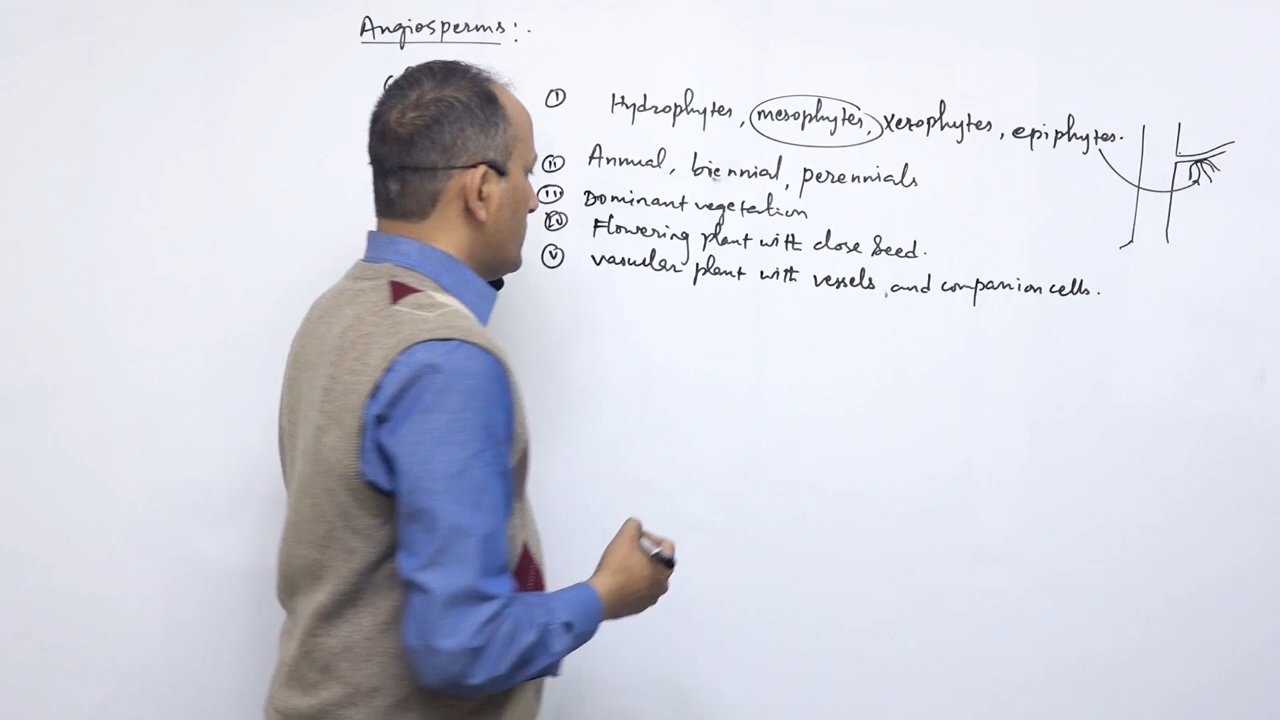 Angiosperms:-
(i) Hydrophytes, mesophytes, xerophytes, epiphytes.
(ii) Annual, biennial, perennials
(iii) Dominant vegetation
(iv) Flowering plant with close seed.
(v) vascular plant with vessels, and companion cells.